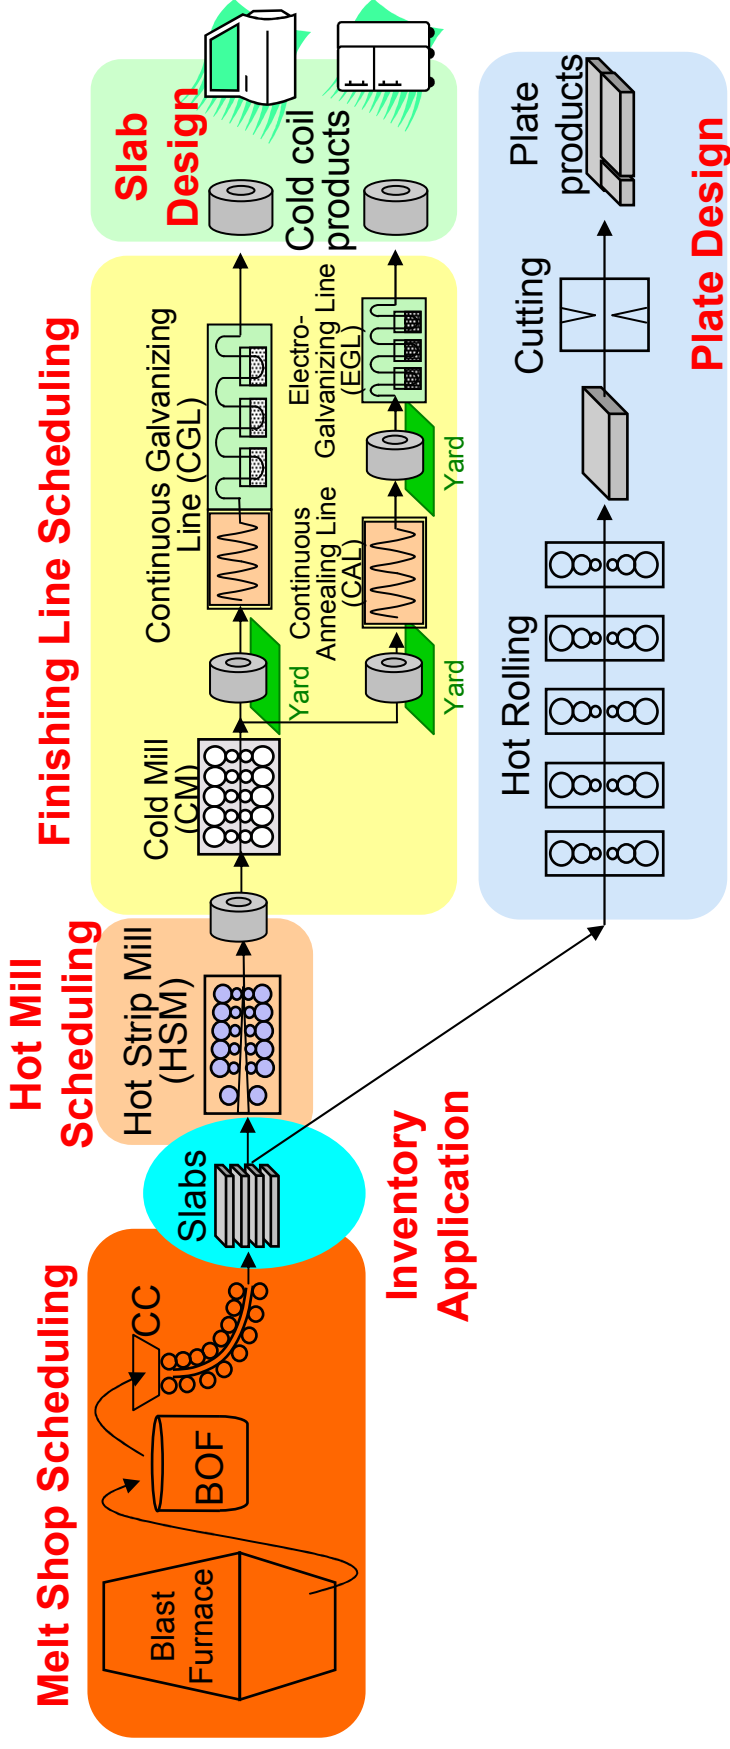 Melt Shop Scheduling
Blast
Furnace
BOF
CC
Slabs
Inventory
Application
Hot Mill
Scheduling
Hot Strip Mill
(HSM)
Finishing Line Scheduling
Cold Mill
(CM)
Yard
Yard
Continuous Galvanizing
Line (CGL)
Continuous
Annealing Line
(CAL)
Yard
Electro-
Galvanizing Line
(EGL)
Slab
Design
Cold coil
products
Hot Rolling
Cutting
Plate
products
Plate Design